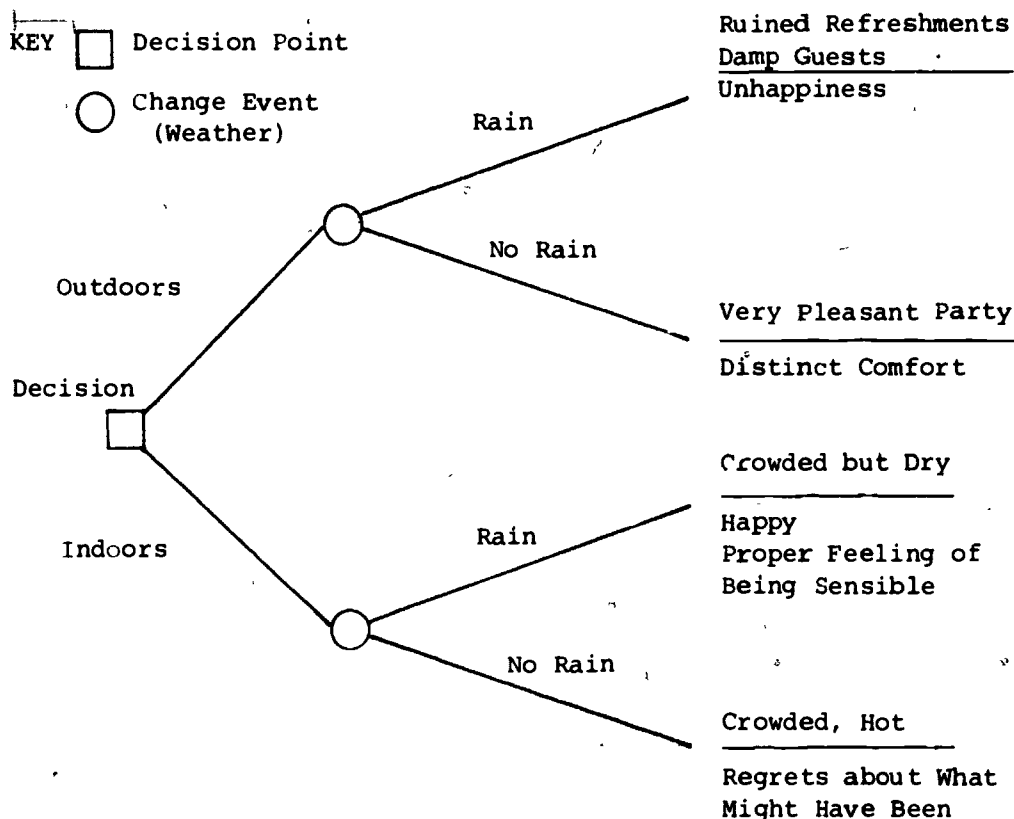 KEY
Decision Point
Change Event
(Weather)
Ruined Refreshments
Damp Guests
Unhappiness
Rain
No Rain
Outdoors
Very Pleasant Party
Distinct Comfort
Decision
Crowded but Dry
Happy
Proper Feeling of
Being Sensible
Rain
Indoors
No Rain
Crowded, Hot
Regrets about What
Might Have Been